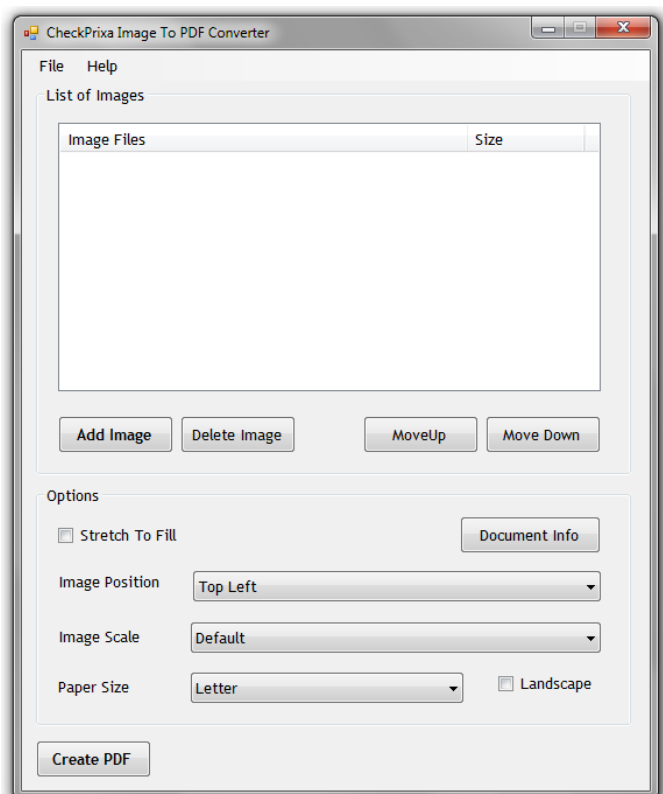 CheckPrixa Image To PDF Converter
File Help
List of Images
Image Files Size
Add Image Delete Image MoveUp Move Down
Options
Stretch To Fill Document Info
Image Position Top Left
Image Scale Default
Paper Size Letter Landscape
Create PDF